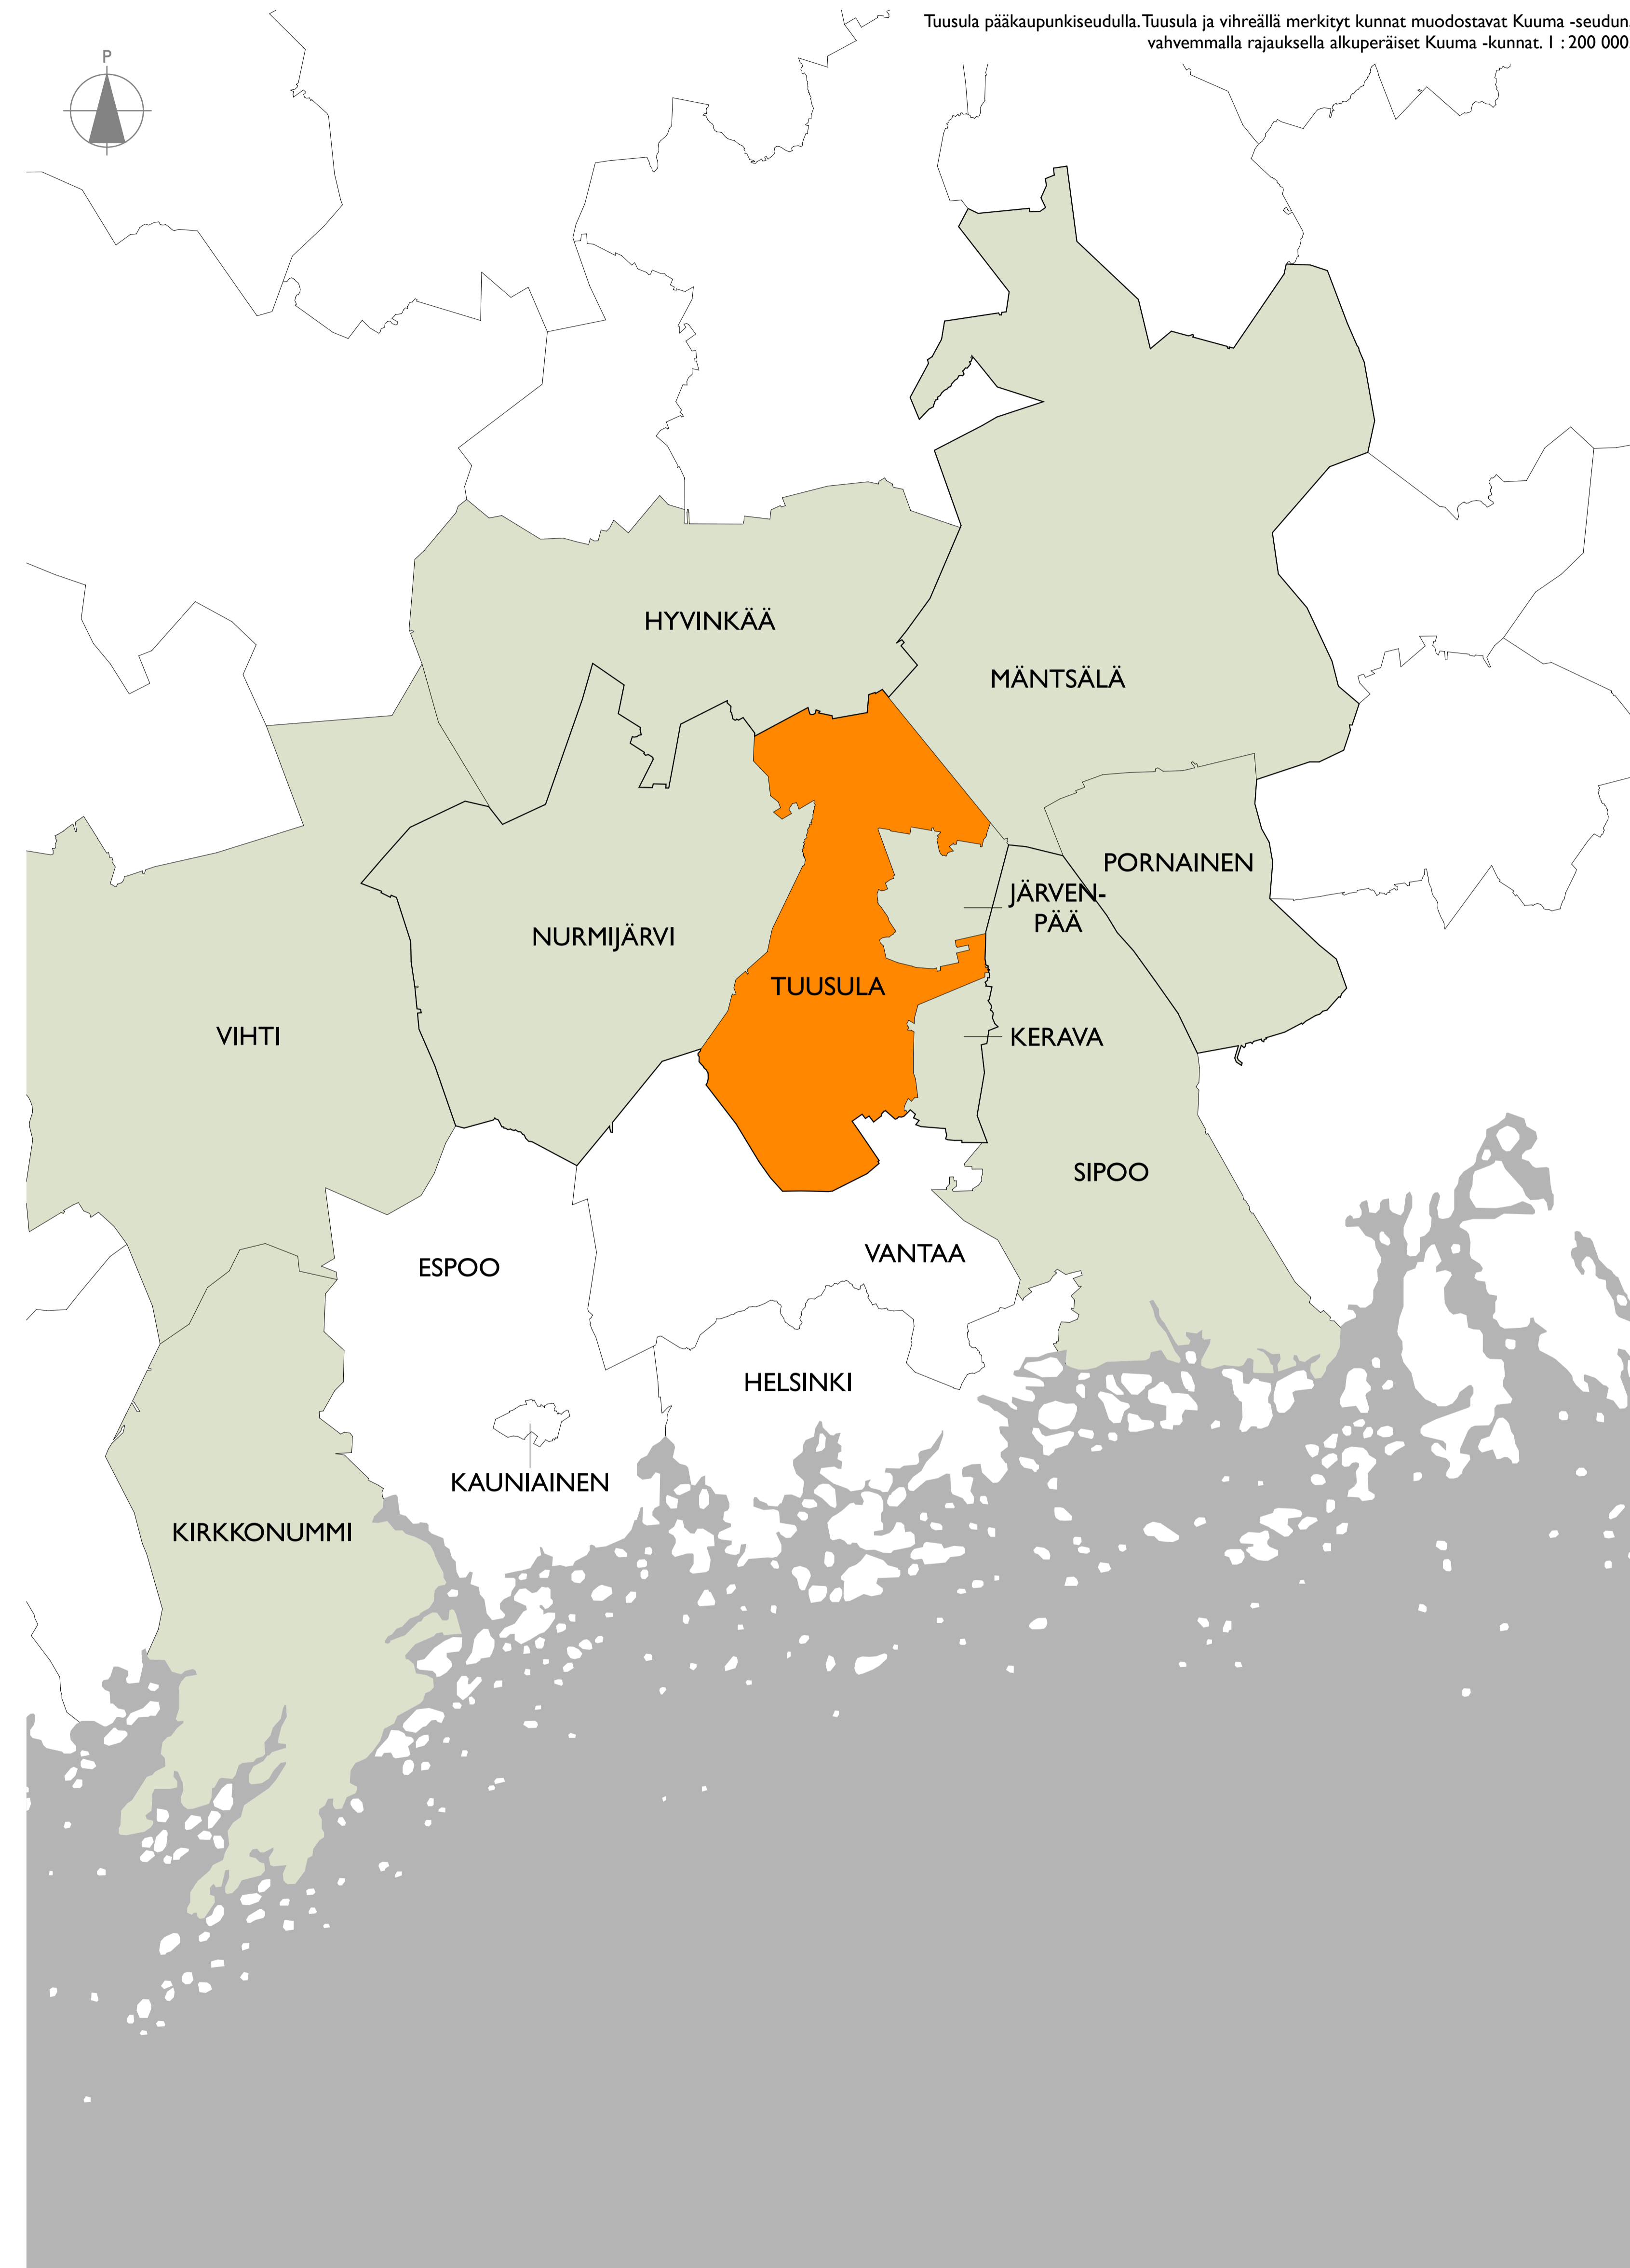 Tuusula pääkaupunkiseudulla. Tuusula ja vihreällä merkityt kunnat muodostavat Kuuma -seudun.
vahvemmalla rajauksella alkuperäiset Kuuma -kunnat. 1 : 200 000.
P
HYVINKÄÄ
MÄNTSÄLÄ
PORNAINEN
JÄRVEN-
PÄÄ
NURMIJÄRVI
TUUSULA
VIHTI
KERAVA
SIPOO
VANTAA
ESPOO
HELSINKI
KAUNIAINEN
KIRKKONUMMI